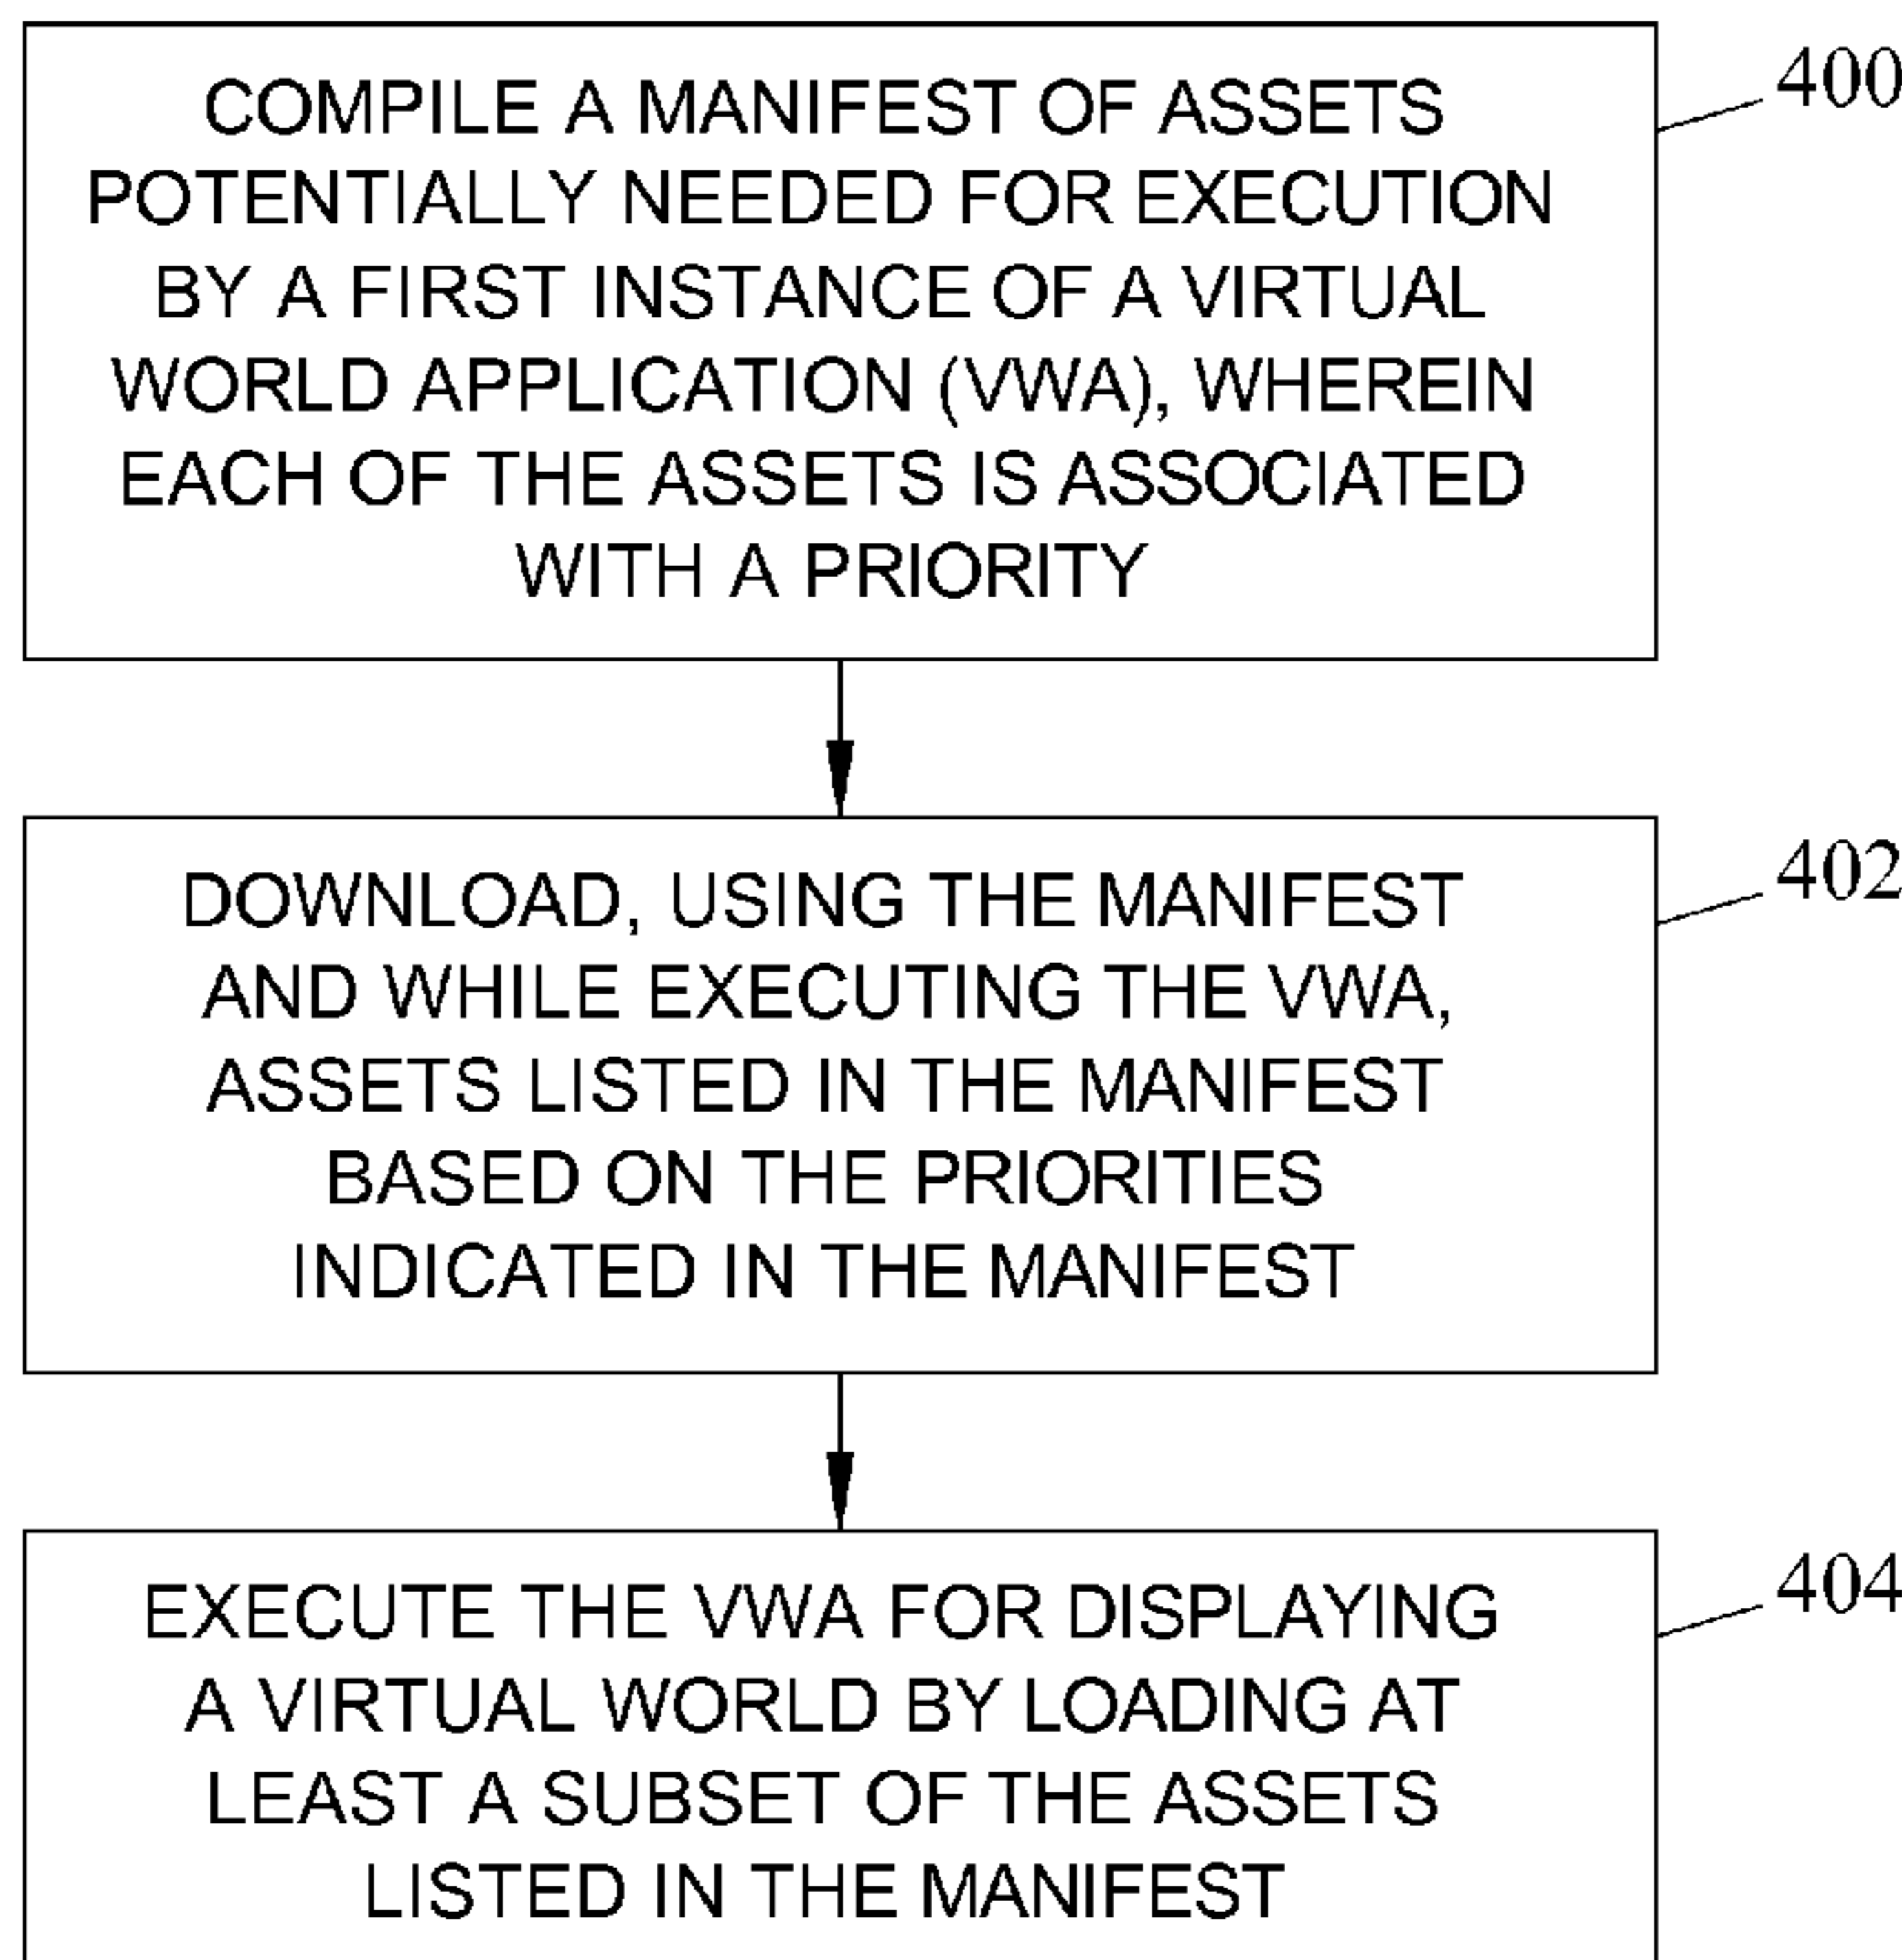 COMPILE A MANIFEST OF ASSETS
POTENTIALLY NEEDED FOR EXECUTION
BY A FIRST INSTANCE OF A VIRTUAL
WORLD APPLICATION (VWA), WHEREIN
EACH OF THE ASSETS IS ASSOCIATED
WITH A PRIORITY
400
DOWNLOAD, USING THE MANIFEST
AND WHILE EXECUTING THE VWA,
ASSETS LISTED IN THE MANIFEST
BASED ON THE PRIORITIES
INDICATED IN THE MANIFEST
402
EXECUTE THE VWA FOR DISPLAYING
A VIRTUAL WORLD BY LOADING AT
LEAST A SUBSET OF THE ASSETS
LISTED IN THE MANIFEST
404